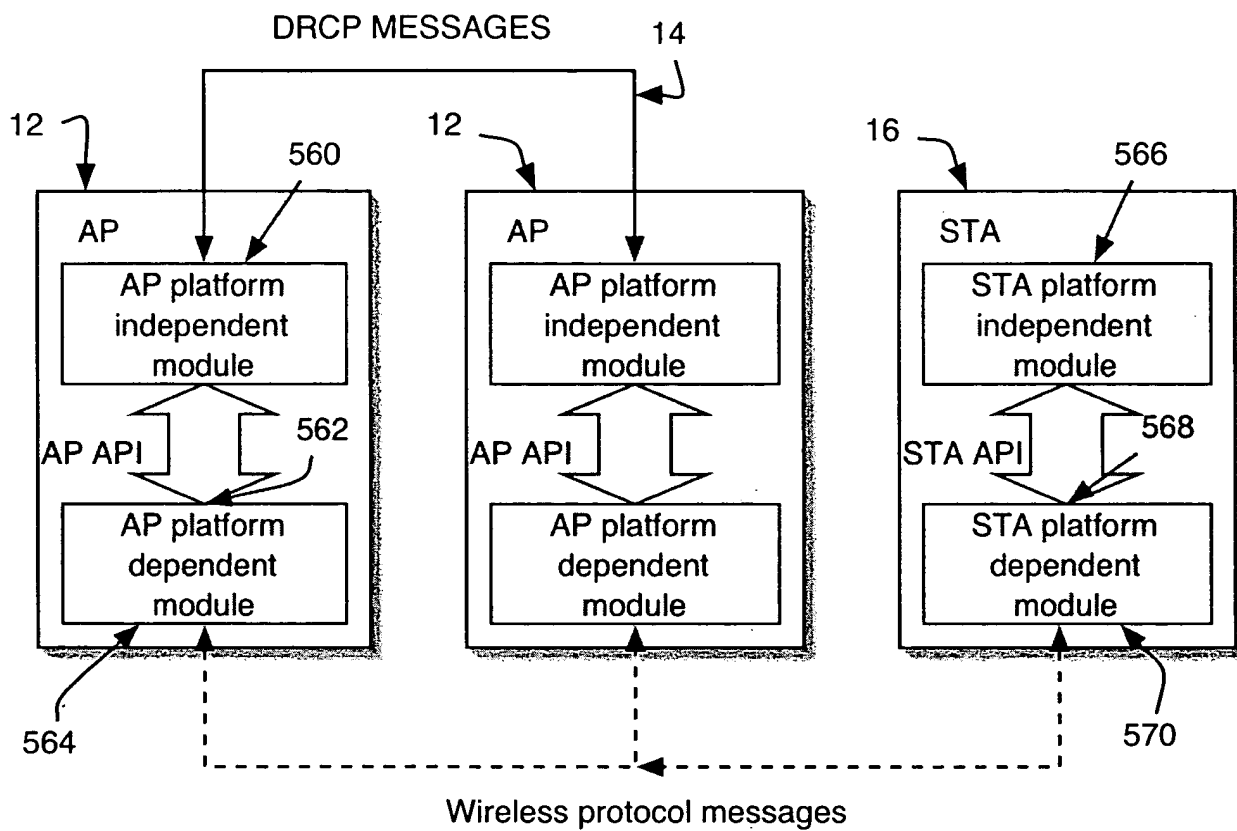 DRCP MESSAGES
14
12
12
16
560
566
AP
AP
STA
AP platform
independent
module
AP platform
independent
module
STA platform
independent
module
562
568
AP API
AP API
STA API
AP platform
dependent
module
AP platform
dependent
module
STA platform
dependent
module
564
570
Wireless protocol messages